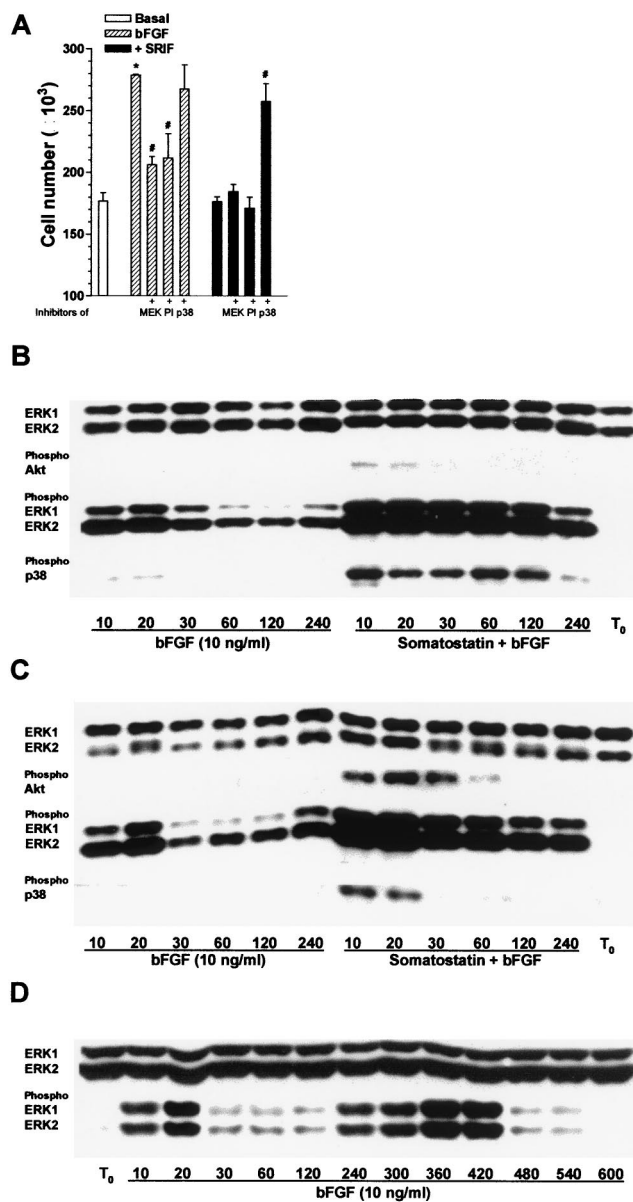 A
Basal
bFGF
+ SRIF
Cell number ( 10³)
300
250
200
150
100
* # # #
+ + + + + +
Inhibitors of MEK PI p38 MEK PI p38
B
ERK1
ERK2
Phospho
Akt
Phospho
ERK1
ERK2
Phospho
p38
10 20 30 60 120 240 10 20 30 60 120 240 T₀
bFGF (10 ng/ml) Somatostatin + bFGF
C
ERK1
ERK2
Phospho
Akt
Phospho
ERK1
ERK2
Phospho
p38
10 20 30 60 120 240 10 20 30 60 120 240 T₀
bFGF (10 ng/ml) Somatostatin + bFGF
D
ERK1
ERK2
Phospho
ERK1
ERK2
T₀ 10 20 30 60 120 240 300 360 420 480 540 600
bFGF (10 ng/ml)